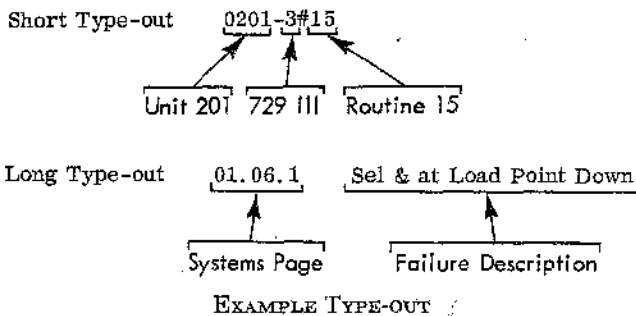 Short Type-out 0201-3#15
Unit 201 729 III Routine 15
Long Type-out 01.06.1 Sel & at Load Point Down
Systems Page Failure Description
EXAMPLE TYPE-OUT